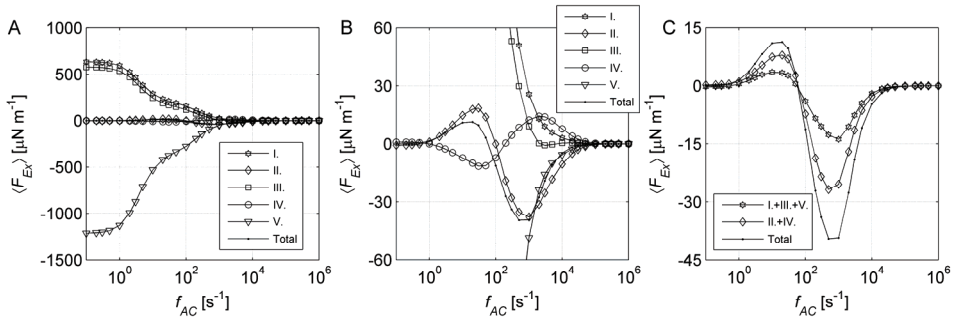 A
1000
500
0
-500
-1000
-1500
⟨F_Ex⟩ [μN m⁻¹]
I.
II.
III.
IV.
V.
Total
10⁰ 10² 10⁴ 10⁶
f_AC [s⁻¹]
B
60
30
0
-30
-60
⟨F_Ex⟩ [μN m⁻¹]
I.
II.
III.
IV.
V.
Total
10⁰ 10² 10⁴ 10⁶
f_AC [s⁻¹]
C
15
0
-15
-30
-45
⟨F_Ex⟩ [μN m⁻¹]
I.+III.+V.
II.+IV.
Total
10⁰ 10² 10⁴ 10⁶
f_AC [s⁻¹]